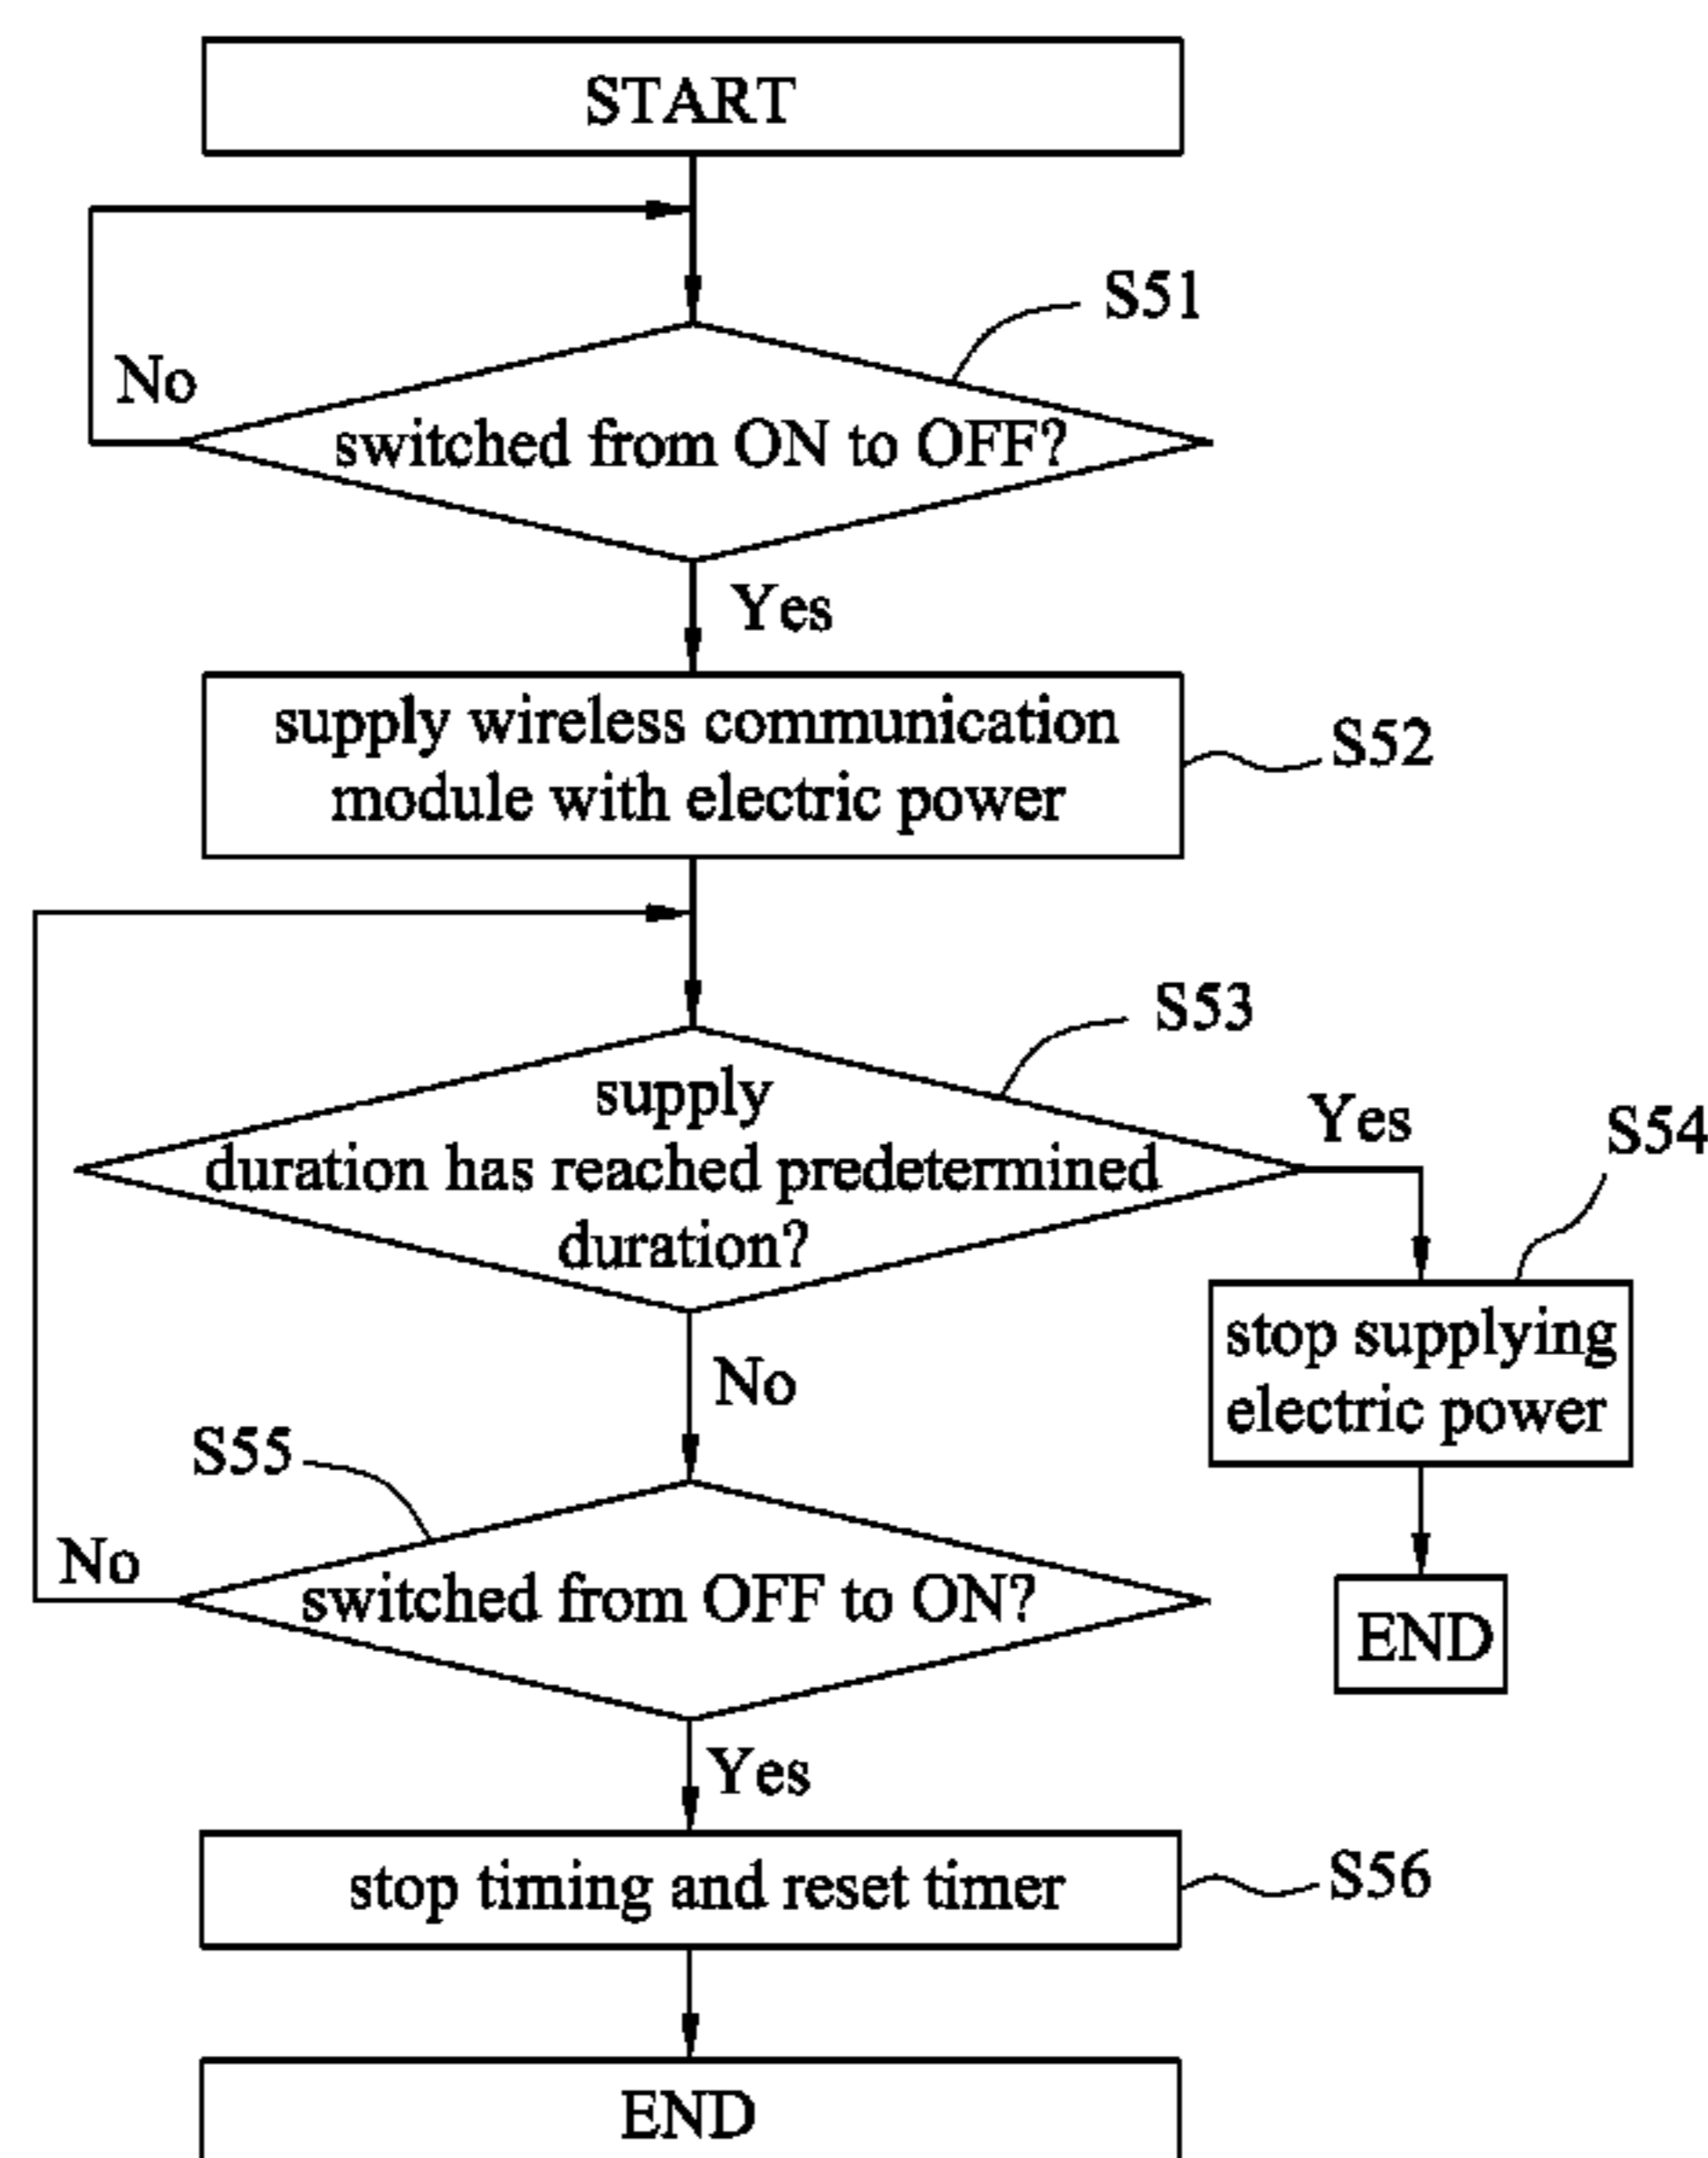 START
S51
No
switched from ON to OFF?
Yes
supply wireless communication
module with electric power
S52
S53
supply
duration has reached predetermined
duration?
Yes
S54
stop supplying
electric power
END
No
S55
No
switched from OFF to ON?
Yes
stop timing and reset timer
S56
END